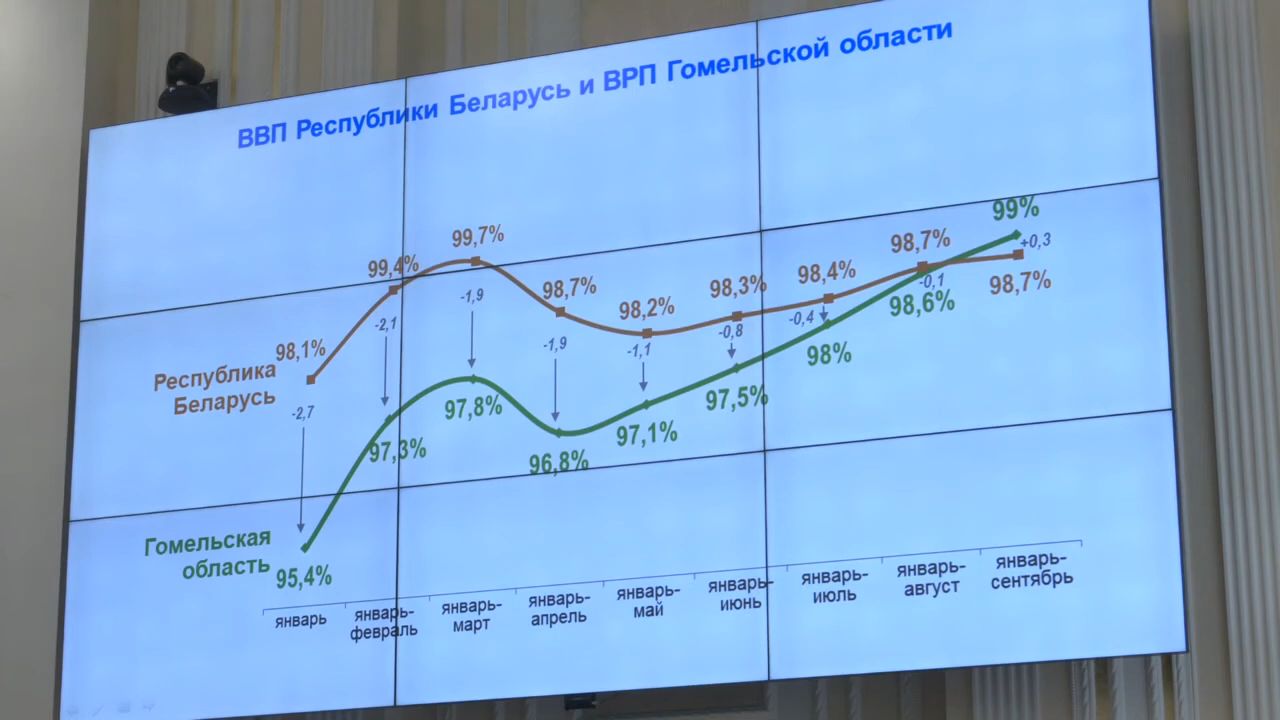 ВВП Республики Беларусь и ВРП Гомельской области
99%
99,7%
+0,3
98,7%
99,4%
98,4%
98,7%
98,3%
98,7%
98,2%
-0,1
-1,9
98,6%
-0,4
-2,1
-0,8
98,1%
-1,9
-1,1
98%
Республика
Беларусь
-2,7
97,5%
97,8%
97,1%
97,3%
96,8%
Гомельская
область
95,4%
январь
январь-
февраль
январь-
март
январь-
апрель
январь-
май
январь-
июнь
январь-
июль
январь-
август
январь-
сентябрь